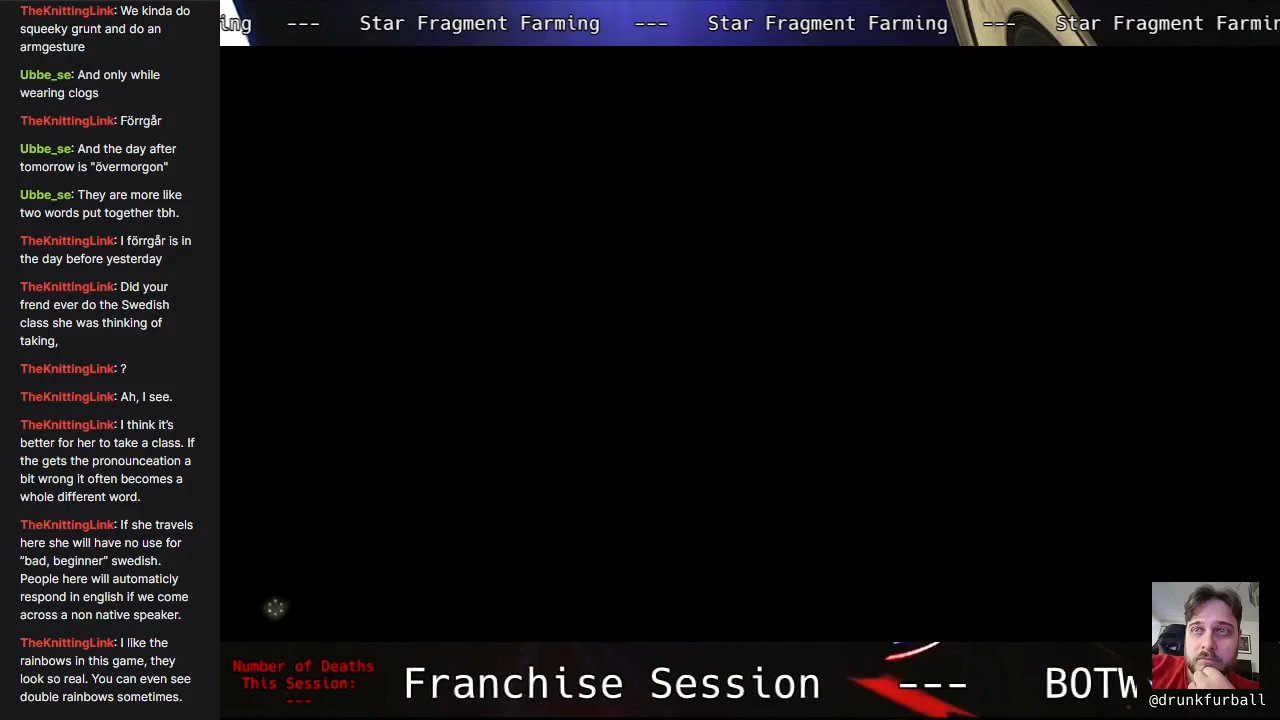 TheKnittingLink: We kinda do
squeeky grunt and do an
armgesture
Ubbe_se: And only while
wearing clogs
TheKnittingLink: Förrgår
Ubbe_se: And the day after
tomorrow is "övermorgon"
Ubbe_se: They are more like
two words put together tbh.
TheKnittingLink: I förrgår is in
the day before yesterday
TheKnittingLink: Did your
frend ever do the Swedish
class she was thinking of
taking,
TheKnittingLink: ?
TheKnittingLink: Ah, I see.
TheKnittingLink: I think it's
better for her to take a class. If
the gets the pronounceation a
bit wrong it often becomes a
whole different word.
TheKnittingLink: If she travels
here she will have no use for
“bad, beginner” swedish.
People here will automaticly
respond in english if we come
across a non native speaker.
TheKnittingLink: I like the
rainbows in this game, they
look so real. You can even see
double rainbows sometimes.
ing --- Star Fragment Farming --- Star Fragment Farming --- Star Fragment Farmin
Number of Deaths
This Session:
---
Franchise Session --- BOTW
@drunkfurball